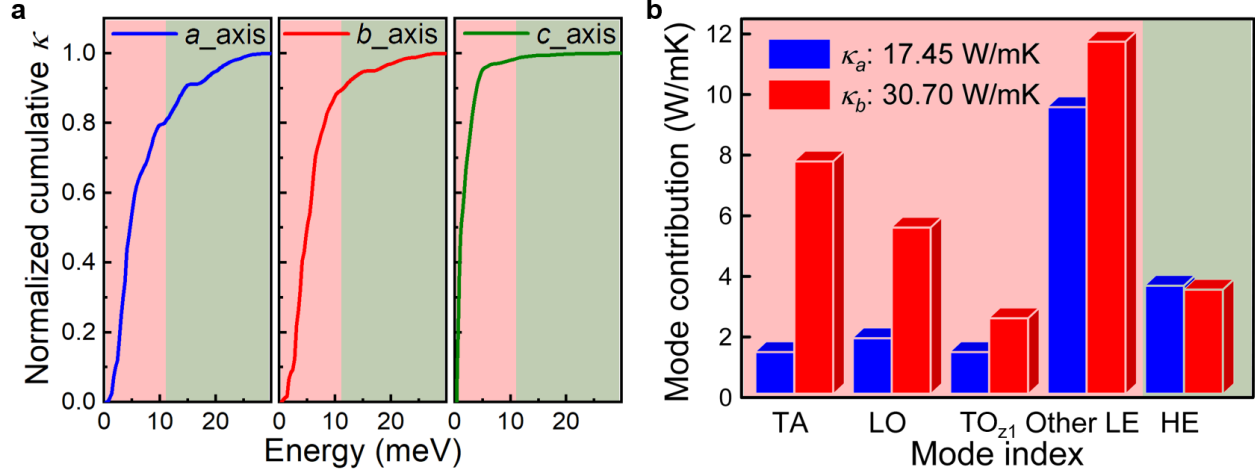 a
a_axis
b_axis
c_axis
Normalized cumulative κ
1.0
0.8
0.6
0.4
0.2
0.0
0 10 20
0 10 20
0 10 20
Energy (meV)
b
κa: 17.45 W/mK
κb: 30.70 W/mK
Mode contribution (W/mK)
12
10
8
6
4
2
0
TA LO TOz1 Other LE HE
Mode index